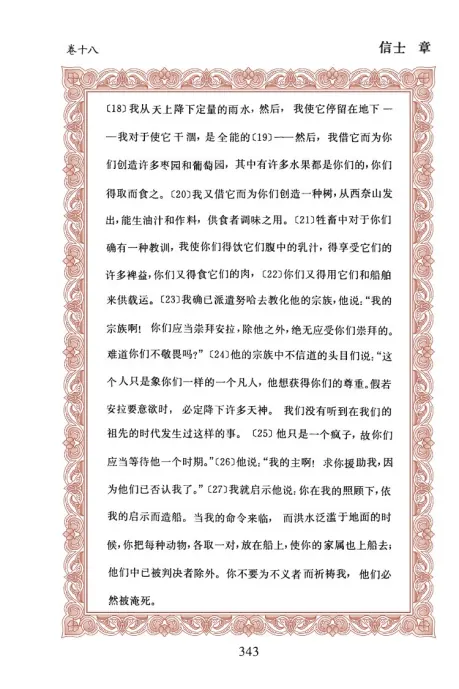 卷十八
信士 章
〔18〕我从天上降下定量的雨水，然后， 我使它停留在地下—
—我对于使它干涸，是全能的〔19〕——然后，我借它而为你
们创造许多枣园和葡萄园，其中有许多水果都是你们的，你们
得取而食之。〔20〕我又借它而为你们创造一种树，从西奈山发
出，能生油汁和作料，供食者调味之用。〔21〕牲畜中对于你们
确有一种教训，我使你们得饮它们腹中的乳汁，得享受它们的
许多裨益，你们又得食它们的肉，〔22〕你们又得用它们和船舶
来供载运。〔23〕我确已派遣努哈去教化他的宗族，他说：“我的
宗族啊！ 你们应当崇拜安拉，除他之外，绝无应受你们崇拜的。
难道你们不敬畏吗？”〔24〕他的宗族中不信道的头目们说：“这
个人只是象你们一样的一个凡人，他想获得你们的尊重。假若
安拉要意欲时， 必定降下许多天神。 我们没有听到在我们的
祖先的时代发生过这样的事。〔25〕他只是一个疯子，故你们
应当等待他一个时期。”〔26〕他说：“我的主啊！ 求你援助我，因
为他们已否认我了。”〔27〕我就启示他说：你在我的照顾下，依
我的启示而造船。当我的命令来临， 而洪水泛滥于地面的时
候，你把每种动物，各取一对，放在船上，使你的家属也上船去；
他们中已被判决者除外。你不要为不义者而祈祷我，他们必
然被淹死。
343